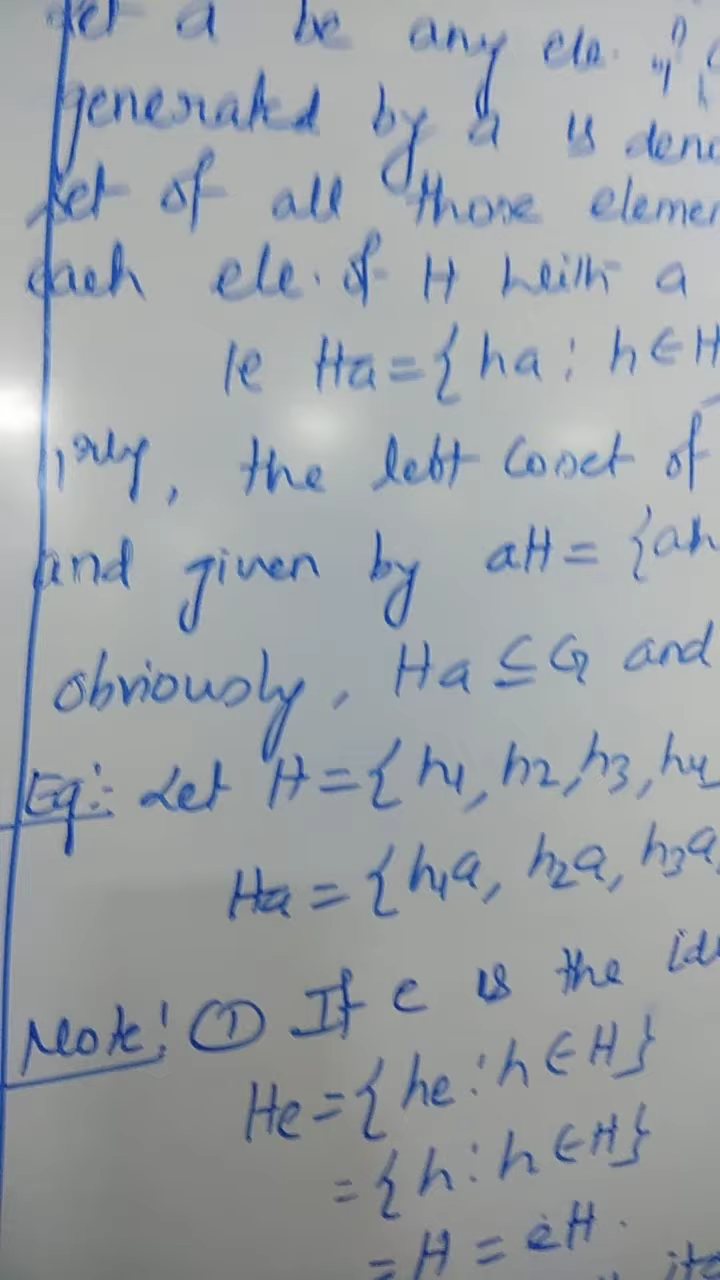 Let a be any ele. of
generated by a is deno
set of all those elemen
each ele. of H with a
ie Ha = {ha : h ∈ H
|||rly, the left coset of
and given by aH = {ah
obviously, Ha ⊆ G and
Eg:- Let H = {h1, h2, h3, h4
Ha = {h1a, h2a, h3a,
Note: ① If e is the ide
He = {he : h ∈ H}
= {h : h ∈ H}
= H = eH.